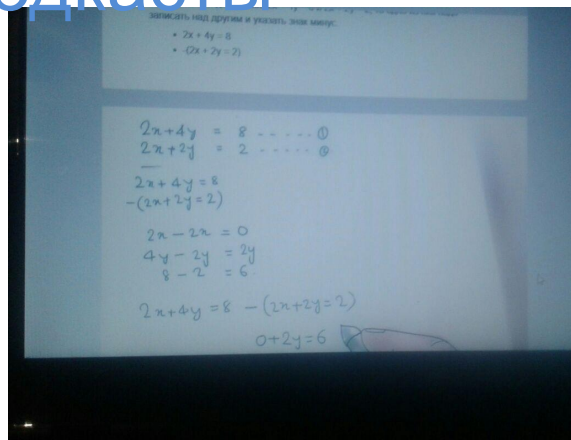 одкасты
записать над другим и указать знак минус.
• 2x + 4y = 8
• -(2x + 2y = 2)
2x+4y = 8 ----- ①
2x+2y = 2 ----- ②
2x+4y=8
-(2x+2y=2)
2x-2x = 0
4y-2y = 2y
8-2 = 6
2x+4y=8 -(2x+2y=2)
0+2y=6